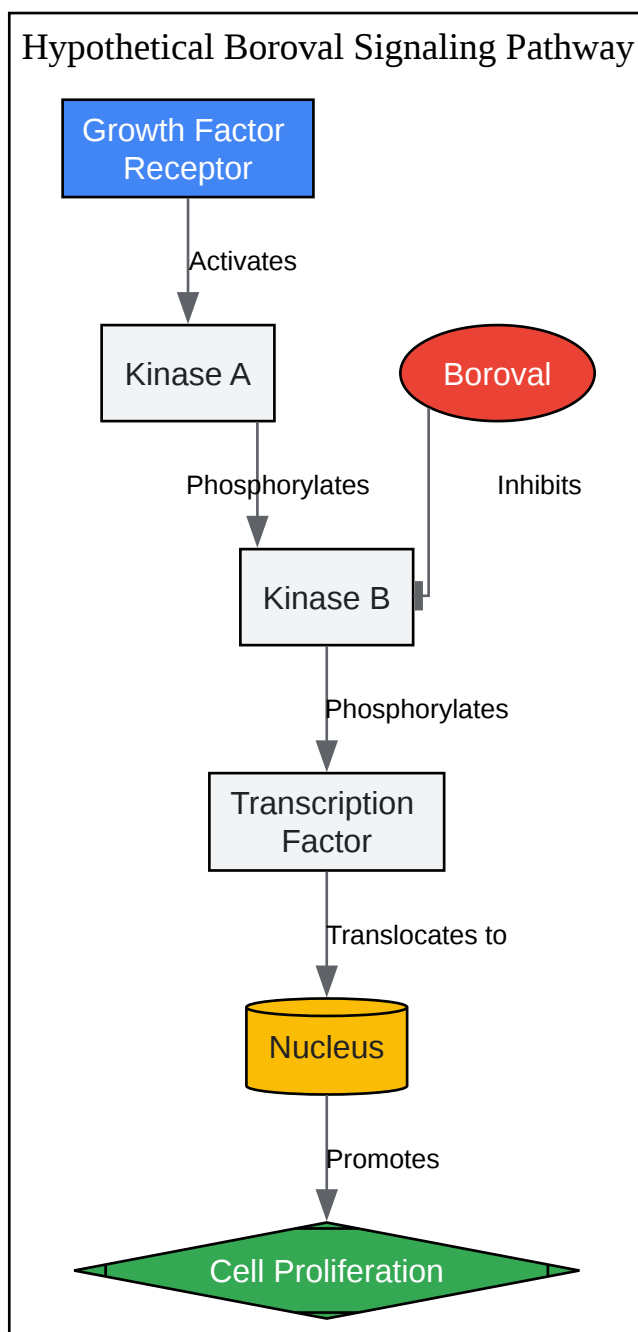 Hypothetical Boroval Signaling Pathway
Growth Factor
Receptor
Activates
Kinase A
Boroval
Phosphorylates
Inhibits
Kinase B
Phosphorylates
Transcription
Factor
Translocates to
Nucleus
Promotes
Cell Proliferation